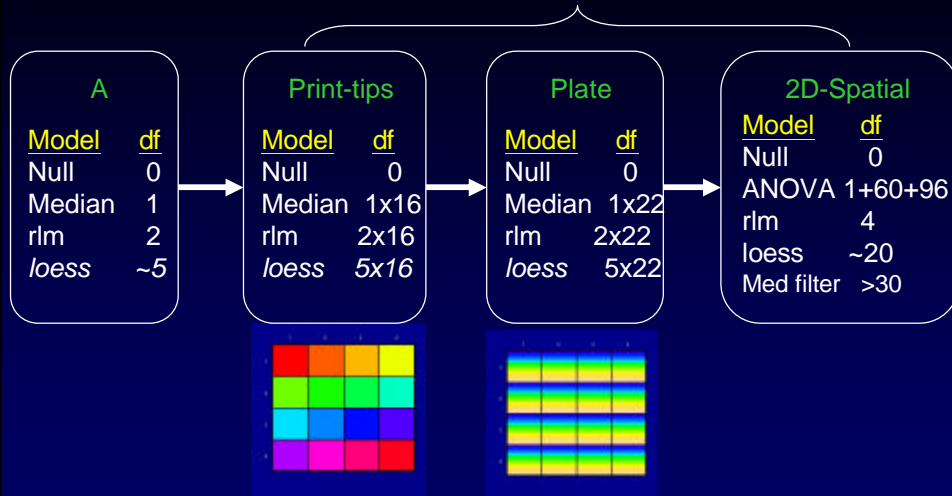 A
Model df
Null 0
Median 1
rlm 2
loess ~5
Print-tips
Model df
Null 0
Median 1x16
rlm 2x16
loess 5x16
Plate
Model df
Null 0
Median 1x22
rlm 2x22
loess 5x22
2D-Spatial
Model df
Null 0
ANOVA 1+60+96
rlm 4
loess ~20
Med filter >30